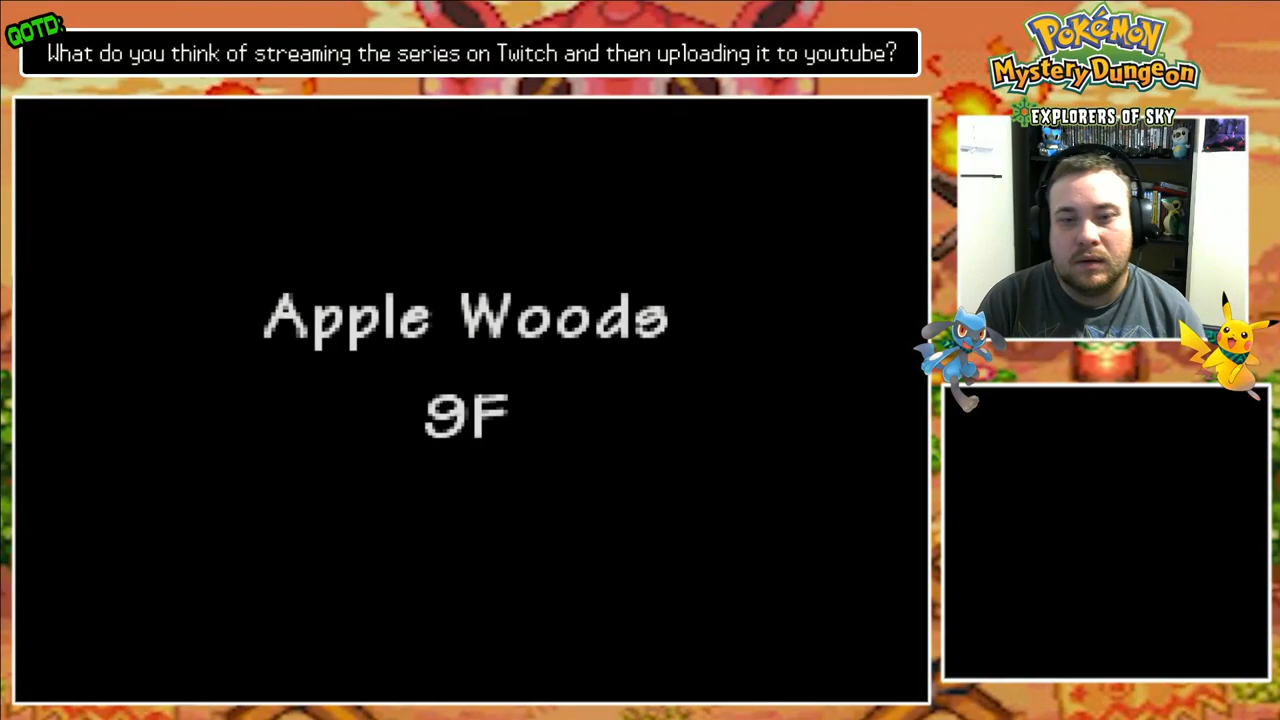 QOTD:
What do you think of streaming the series on Twitch and then uploading it to youtube?
POKéMON
Mystery Dungeon
EXPLORERS OF SKY
Apple Woods
9F